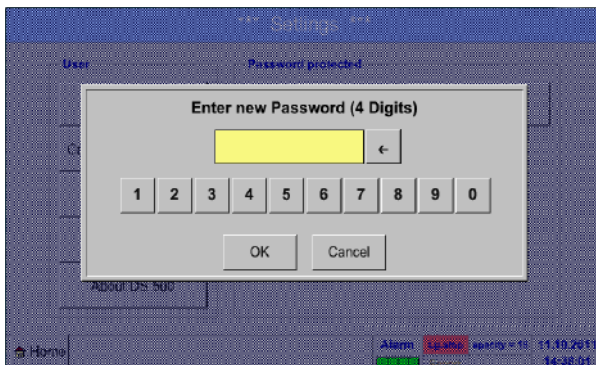 *** Settings ***
User
Password protected
Enter new Password (4 Digits)
←
1 2 3 4 5 6 7 8 9 0
OK Cancel
About DS 500
Home
Alarm
11.10.2011
14:38:01